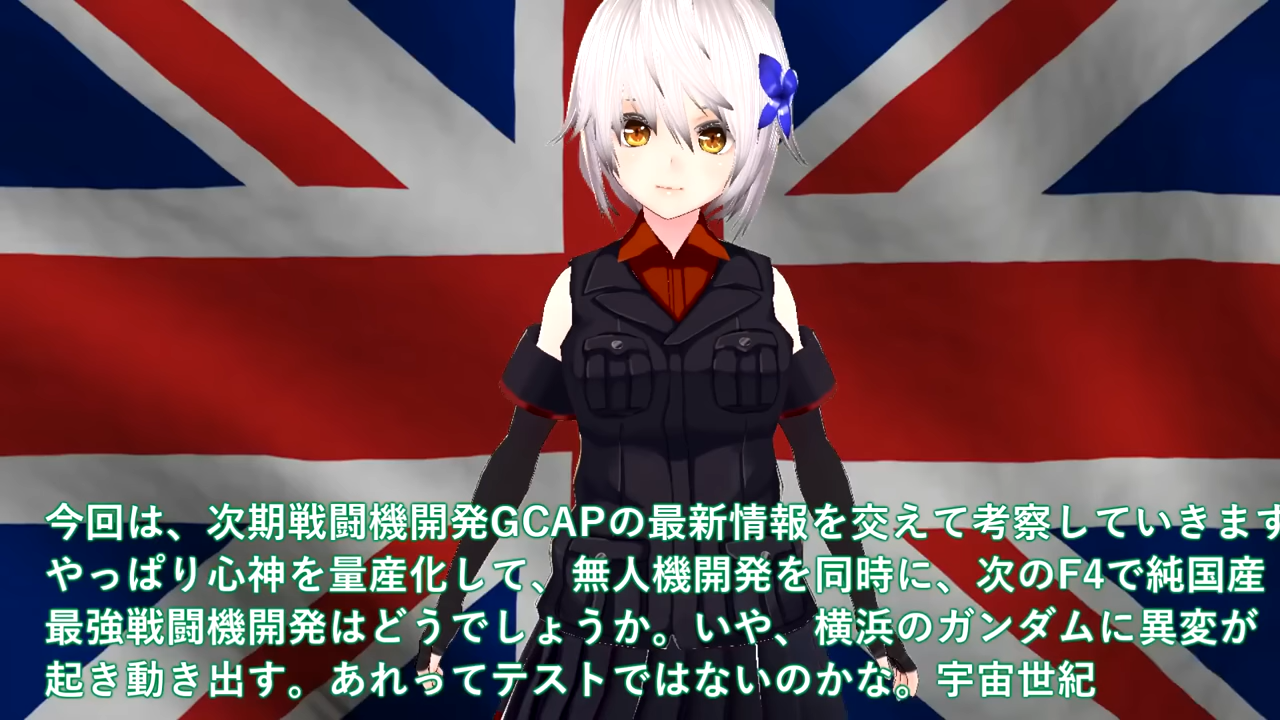 今回は、次期戦闘機開発GCAPの最新情報を交えて考察していきます
やっぱり心神を量産化して、無人機開発を同時に、次のF4で純国産
最強戦闘機開発はどうでしょうか。いや、横浜のガンダムに異変が
起き動き出す。あれってテストではないのかな。宇宙世紀